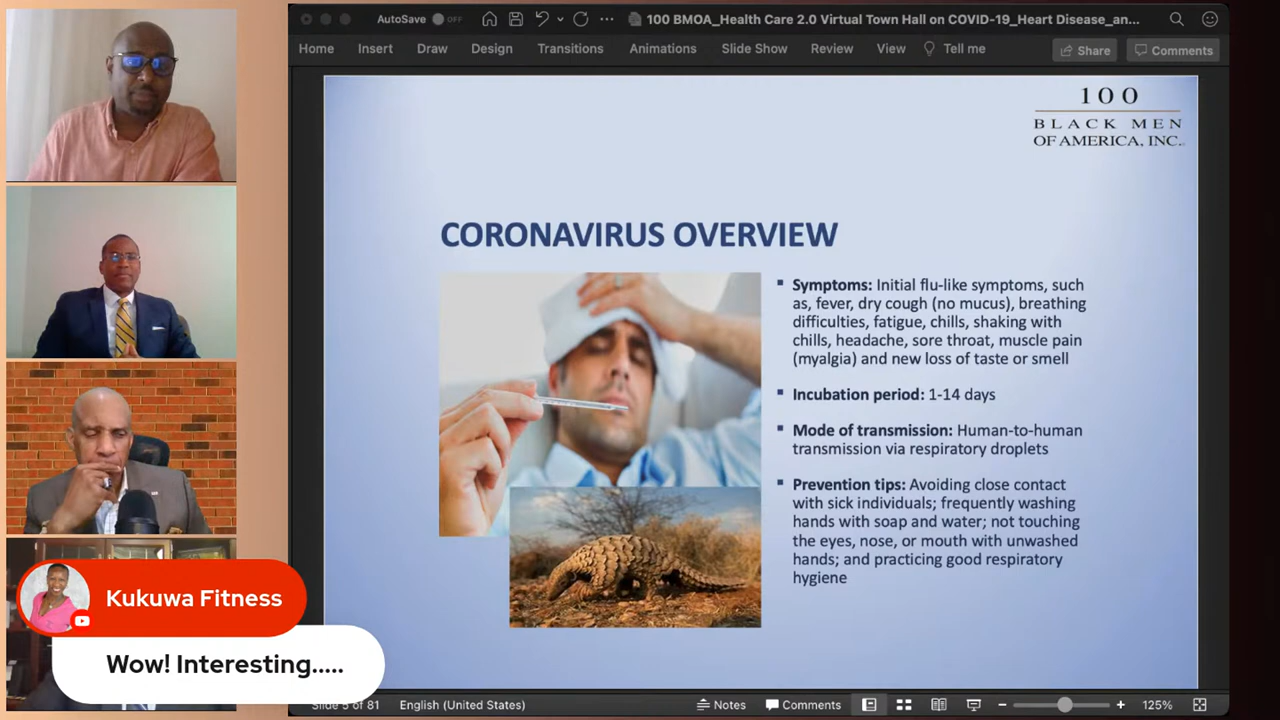 AutoSave OFF
100 BMOA_Health Care 2.0 Virtual Town Hall on COVID-19_Heart Disease_an...
Home Insert Draw Design Transitions Animations Slide Show Review View Tell me Share Comments
100
BLACK MEN
OF AMERICA, INC.
CORONAVIRUS OVERVIEW
▪ Symptoms: Initial flu-like symptoms, such
as, fever, dry cough (no mucus), breathing
difficulties, fatigue, chills, shaking with
chills, headache, sore throat, muscle pain
(myalgia) and new loss of taste or smell
▪ Incubation period: 1-14 days
▪ Mode of transmission: Human-to-human
transmission via respiratory droplets
▪ Prevention tips: Avoiding close contact
with sick individuals; frequently washing
hands with soap and water; not touching
the eyes, nose, or mouth with unwashed
hands; and practicing good respiratory
hygiene
Kukuwa Fitness
Wow! Interesting.....
Slide 5 of 81 English (United States) Notes Comments 125%